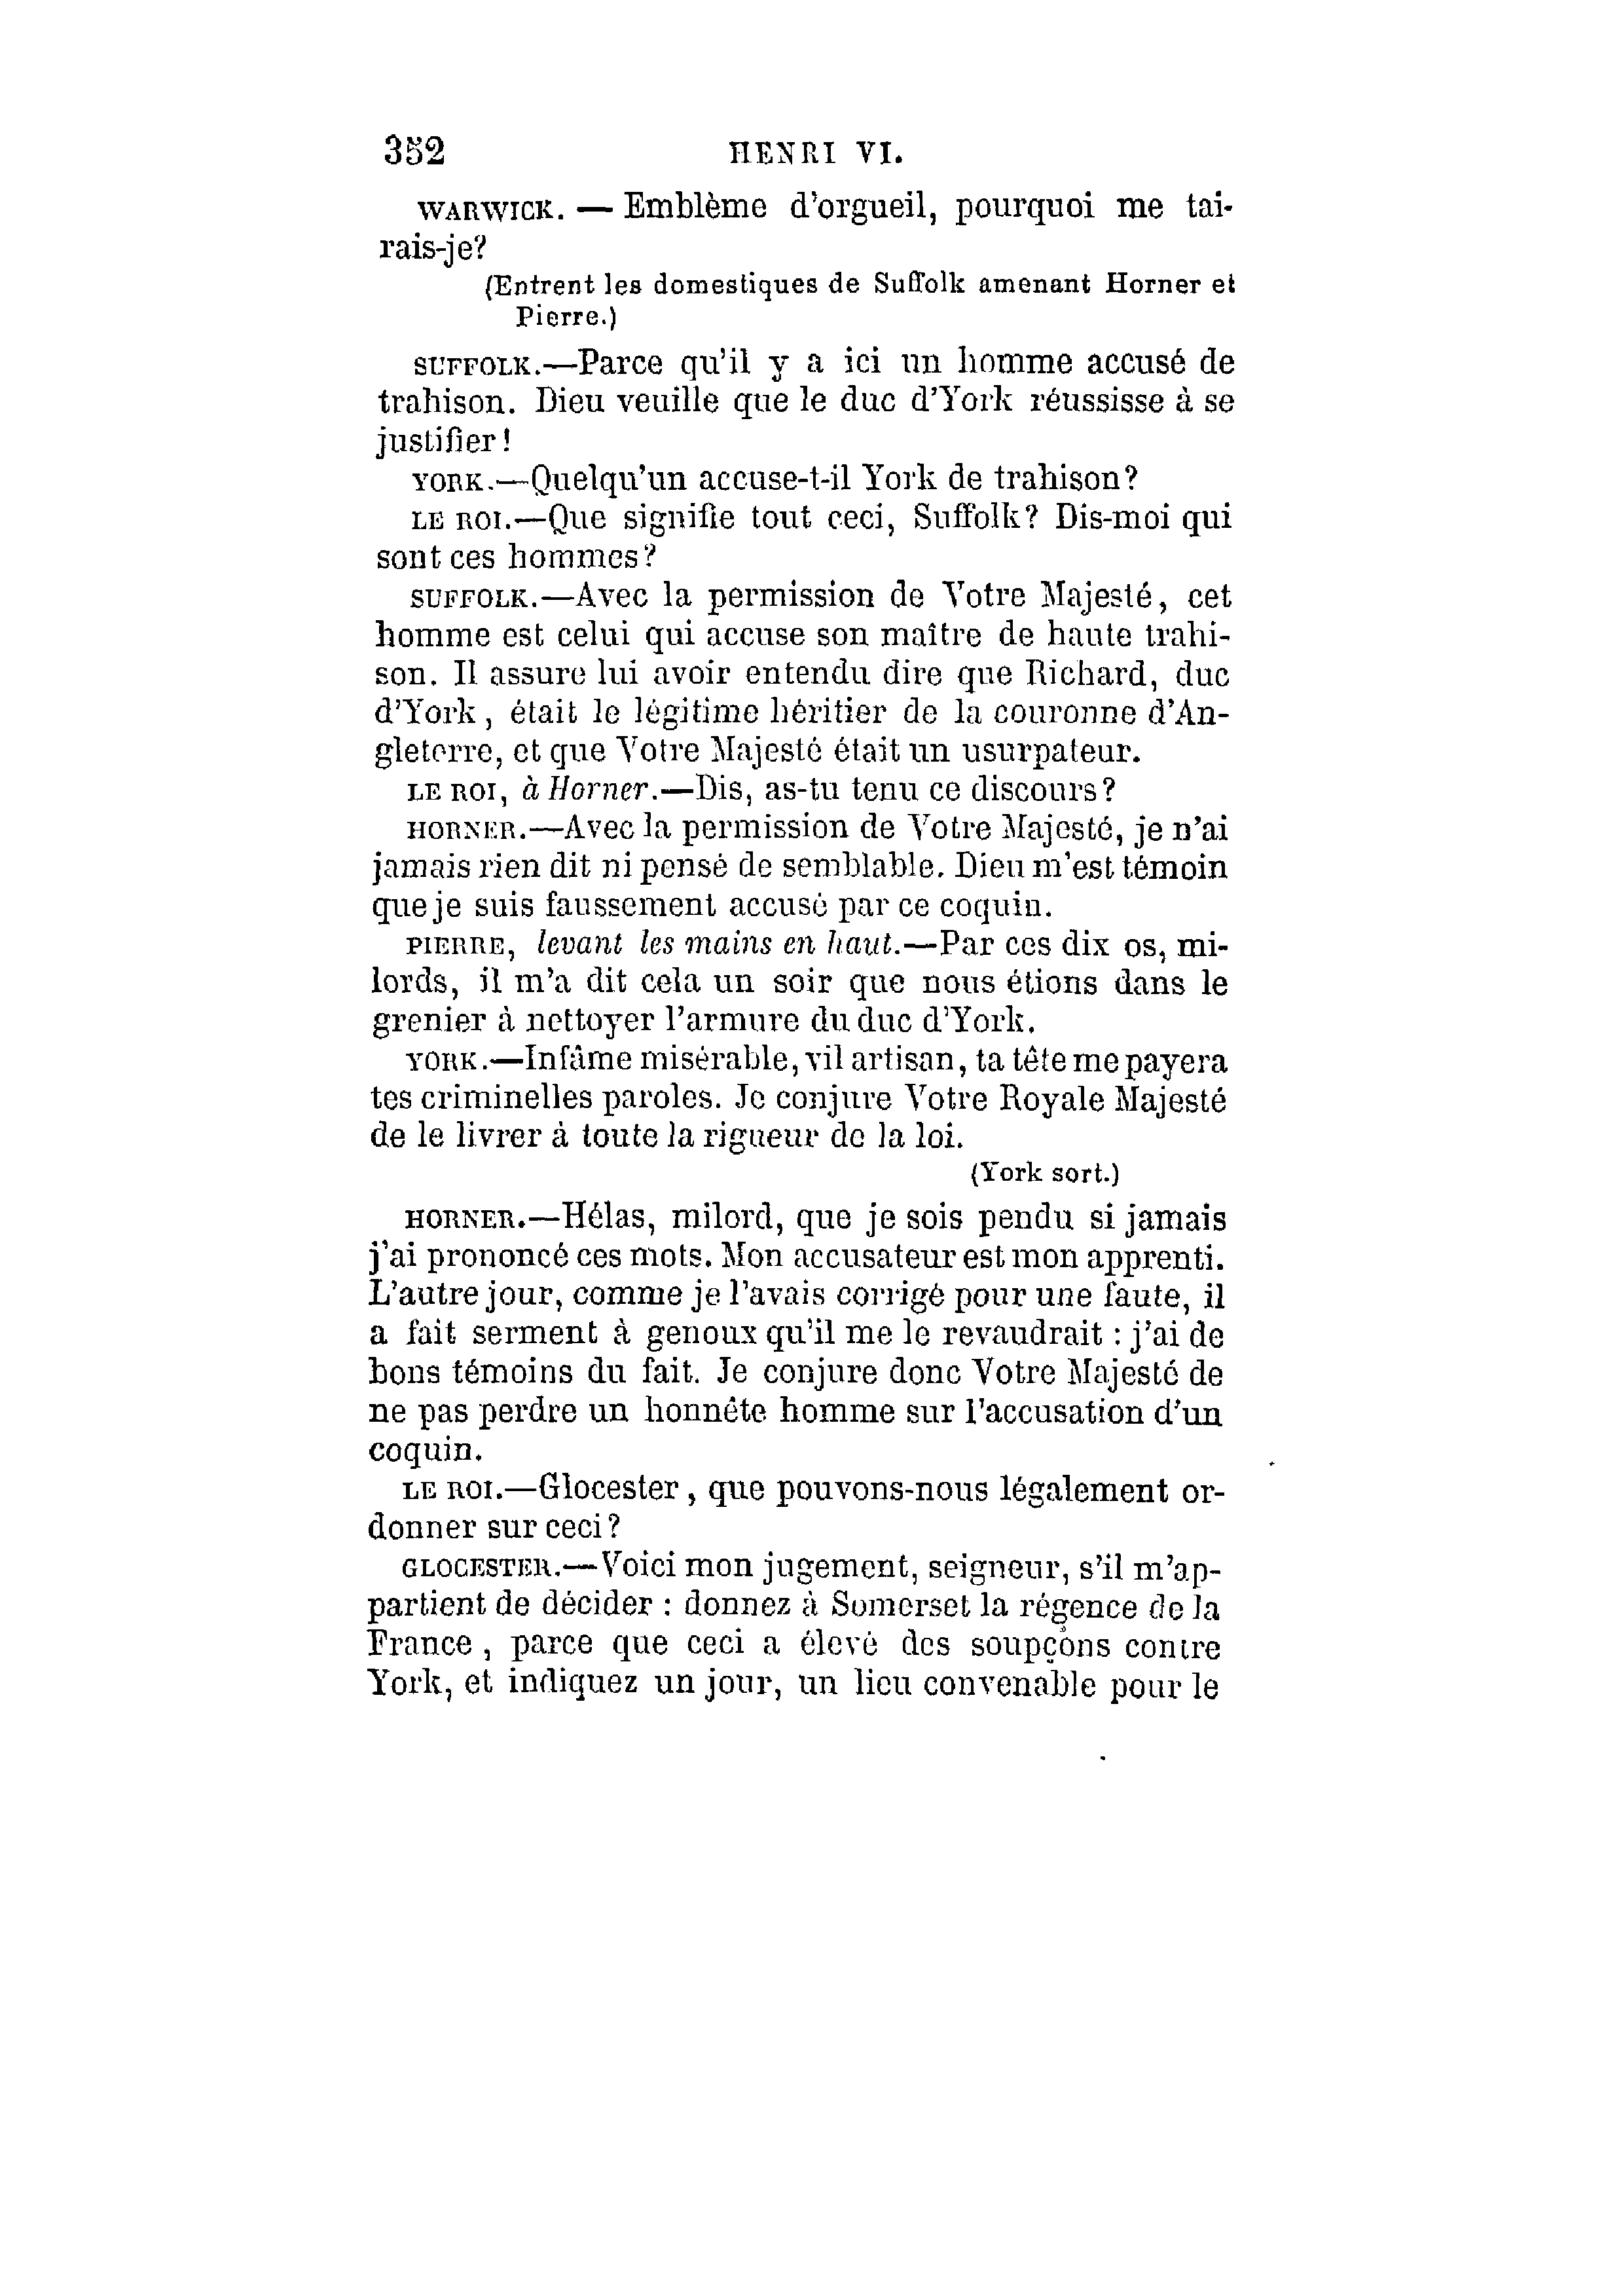 352 HENRI VI.
WARWICK. — Emblème d'orgueil, pourquoi me tai-
rais-je?
(Entrent les domestiques de Suffolk amenant Horner et
Pierre.)
SUFFOLK.—Parce qu'il y a ici un homme accusé de
trahison. Dieu veuille que le duc d'York réussisse à se
justifier!
YORK.—Quelqu'un accuse-t-il York de trahison?
LE ROI.—Que signifie tout ceci, Suffolk? Dis-moi qui
sont ces hommes?
SUFFOLK.—Avec la permission de Votre Majesté, cet
homme est celui qui accuse son maître de haute trahi-
son. Il assure lui avoir entendu dire que Richard, duc
d'York, était le légitime héritier de la couronne d'An-
gleterre, et que Votre Majesté était un usurpateur.
LE ROI, à Horner.—Dis, as-tu tenu ce discours?
HORNER.—Avec la permission de Votre Majesté, je n'ai
jamais rien dit ni pensé de semblable. Dieu m'est témoin
que je suis faussement accusé par ce coquin.
PIERRE, levant les mains en haut.—Par ces dix os, mi-
lords, il m'a dit cela un soir que nous étions dans le
grenier à nettoyer l'armure du duc d'York.
YORK.—Infâme misérable, vil artisan, ta tête me payera
tes criminelles paroles. Je conjure Votre Royale Majesté
de le livrer à toute la rigueur de la loi.
(York sort.)
HORNER.—Hélas, milord, que je sois pendu si jamais
j'ai prononcé ces mots. Mon accusateur est mon apprenti.
L'autre jour, comme je l'avais corrigé pour une faute, il
a fait serment à genoux qu'il me le revaudrait : j'ai de
bons témoins du fait. Je conjure donc Votre Majesté de
ne pas perdre un honnête homme sur l'accusation d'un
coquin.
LE ROI.—Glocester, que pouvons-nous légalement or-
donner sur ceci?
GLOCESTER.—Voici mon jugement, seigneur, s'il m'ap-
partient de décider : donnez à Somerset la régence de la
France, parce que ceci a élevé des soupçons contre
York, et indiquez un jour, un lieu convenable pour le